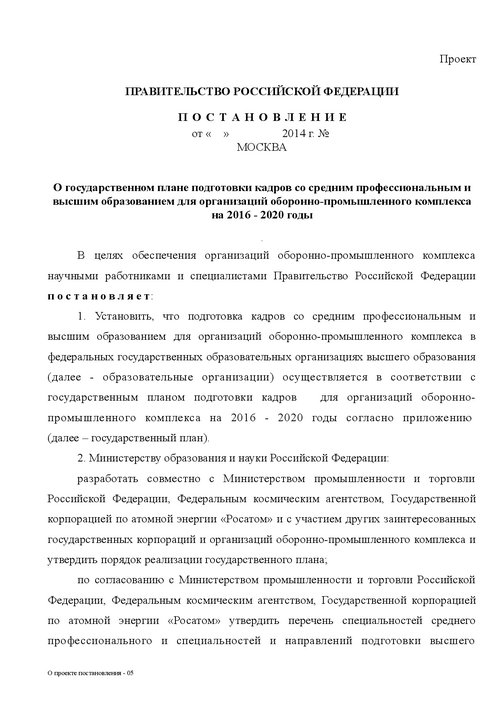 Проект
ПРАВИТЕЛЬСТВО РОССИЙСКОЙ ФЕДЕРАЦИИ
П О С Т А Н О В Л Е Н И Е
от « » 2014 г. №
МОСКВА
О государственном плане подготовки кадров со средним профессиональным и
высшим образованием для организаций оборонно-промышленного комплекса
на 2016 - 2020 годы
В целях обеспечения организаций оборонно-промышленного комплекса
научными работниками и специалистами Правительство Российской Федерации
п о с т а н о в л я е т:
1. Установить, что подготовка кадров со средним профессиональным и
высшим образованием для организаций оборонно-промышленного комплекса в
федеральных государственных образовательных организациях высшего образования
(далее - образовательные организации) осуществляется в соответствии с
государственным планом подготовки кадров для организаций оборонно-
промышленного комплекса на 2016 - 2020 годы согласно приложению
(далее – государственный план).
2. Министерству образования и науки Российской Федерации:
разработать совместно с Министерством промышленности и торговли
Российской Федерации, Федеральным космическим агентством, Государственной
корпорацией по атомной энергии «Росатом» и с участием других заинтересованных
государственных корпораций и организаций оборонно-промышленного комплекса и
утвердить порядок реализации государственного плана;
по согласованию с Министерством промышленности и торговли Российской
Федерации, Федеральным космическим агентством, Государственной корпорацией
по атомной энергии «Росатом» утвердить перечень специальностей среднего
профессионального и специальностей и направлений подготовки высшего
О проекте постановления - 05